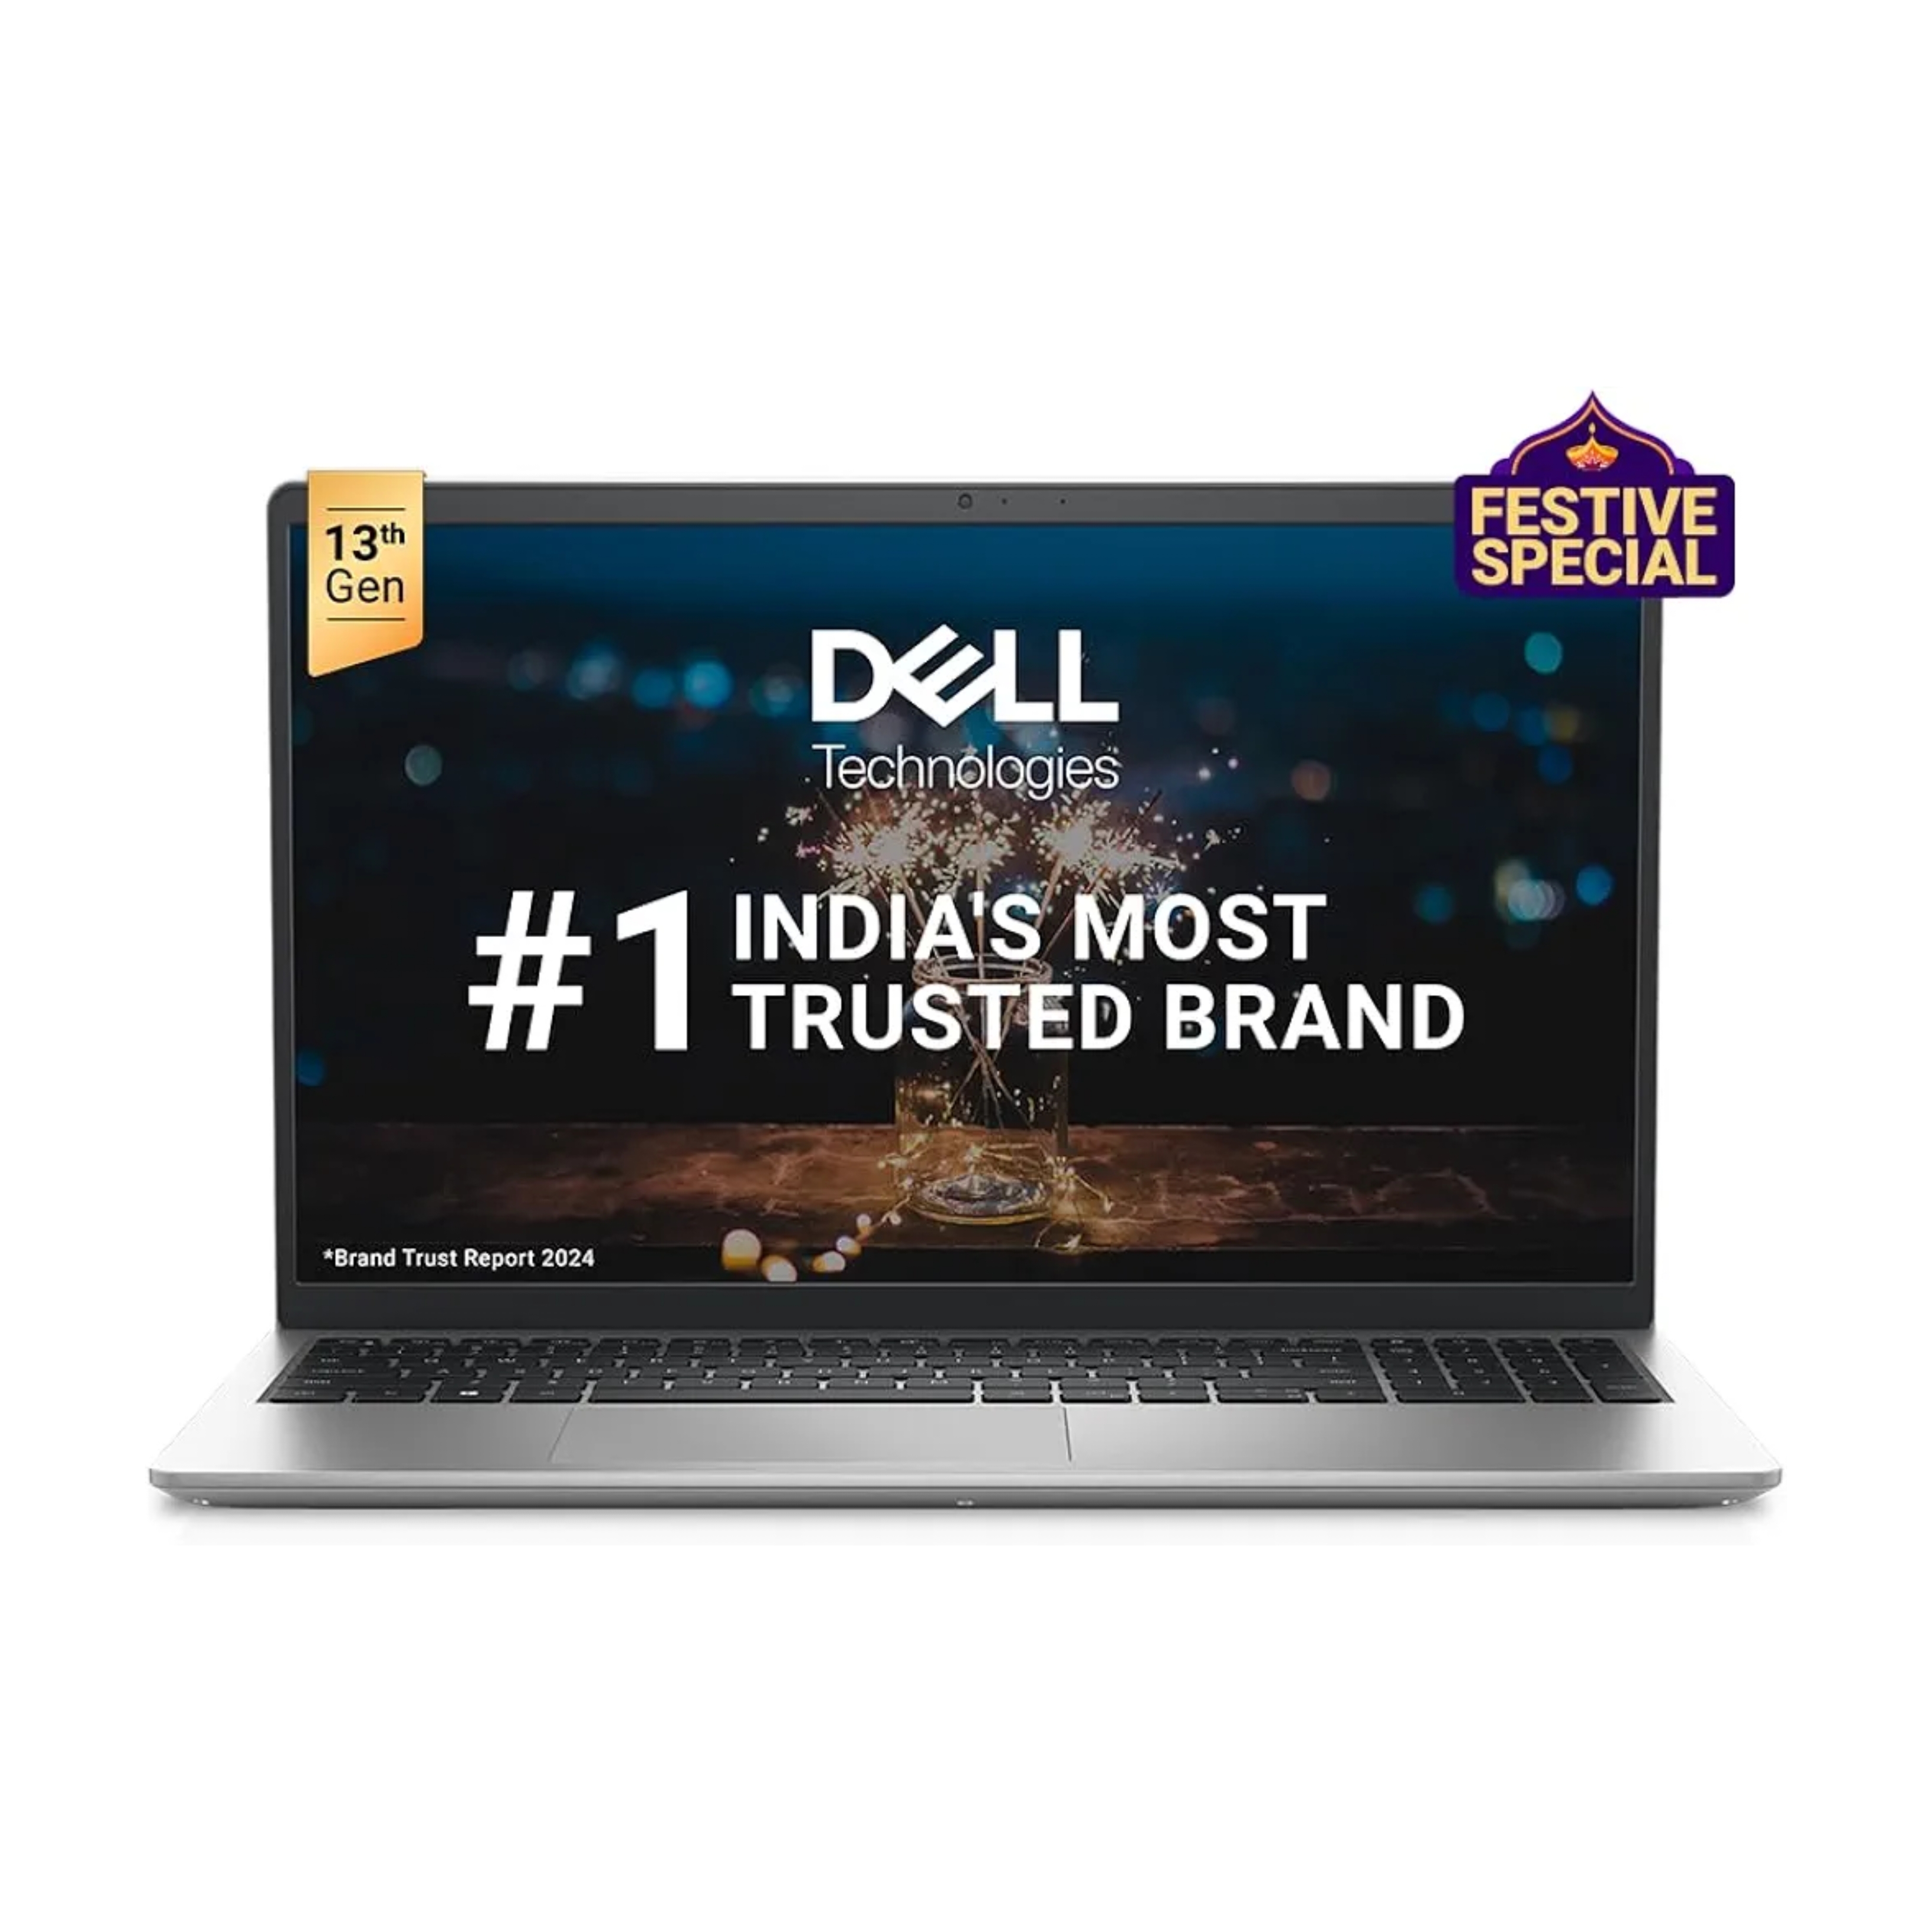 13th
Gen
FESTIVE
SPECIAL
DELL
Technologies
#1 INDIA'S MOST
TRUSTED BRAND
*Brand Trust Report 2024